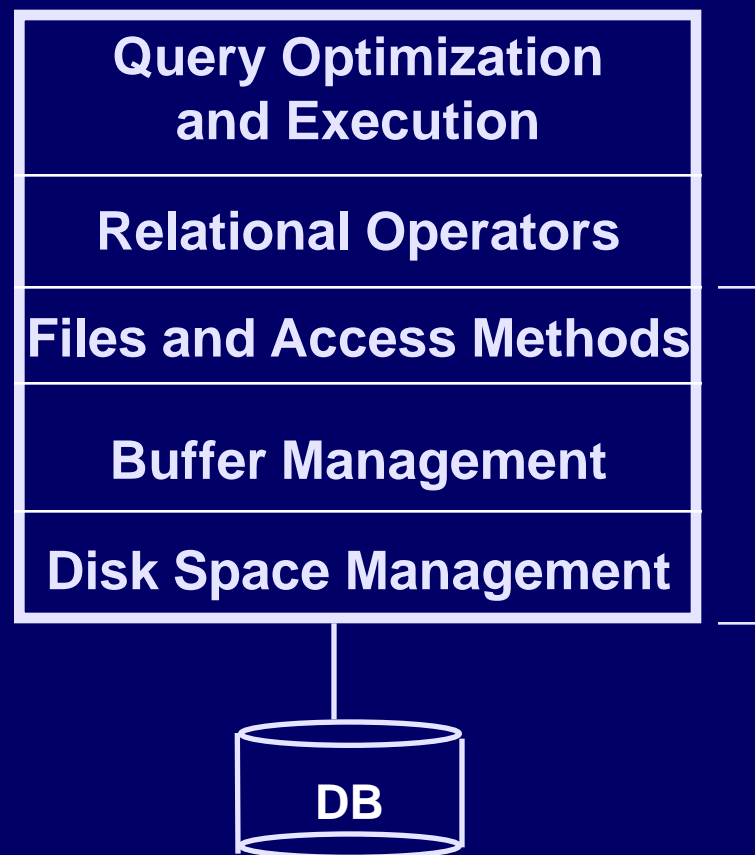 Query Optimization
and Execution
Relational Operators
Files and Access Methods
Buffer Management
Disk Space Management
DB